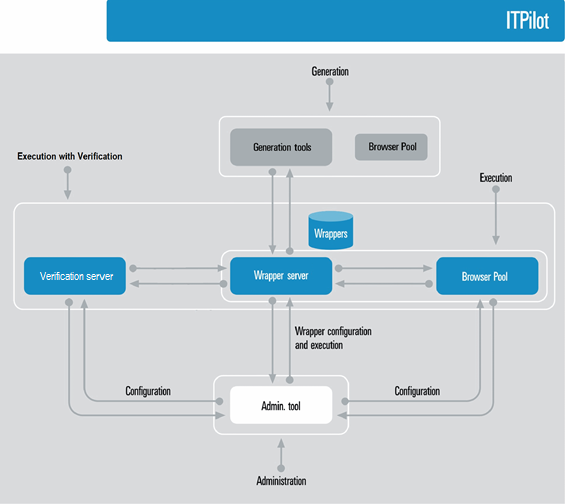 ITPilot
Generation
Generation tools
Browser Pool
Execution with Verification
Execution
Wrappers
Verification server
Wrapper server
Browser Pool
Wrapper configuration
and execution
Configuration
Configuration
Admin. tool
Administration